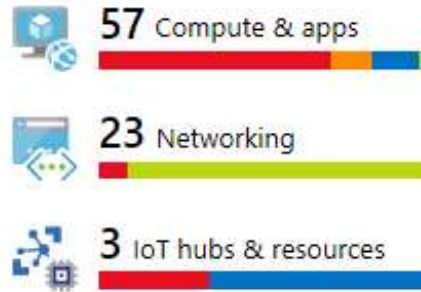 57 Compute & apps
23 Networking
3 IoT hubs & resources